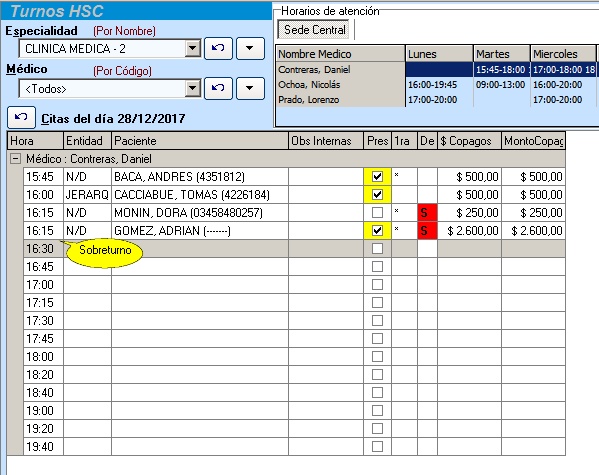 Turnos HSC
Especialidad (Por Nombre)
CLINICA MEDICA - 2
Médico (Por Código)
<Todos>
Horarios de atención
Sede Central
Nombre Medico Lunes Martes Miercoles
Contreras, Daniel 15:45-18:00 17:00-18:00 18
Ochoa, Nicolás 16:00-19:45 09:00-13:00 16:00-20:00
Prado, Lorenzo 17:00-20:00 17:00-20:00
Citas del día 28/12/2017
Hora Entidad Paciente Obs Internas Pres 1ra De $ Copagos MontoCopag
Médico : Contreras, Daniel
15:45 N/D BACA, ANDRES (4351812) * $ 500,00 $ 500,00
16:00 JERARQ CACCIABUE, TOMAS (4226184) $ 500,00 $ 500,00
16:15 N/D MONIN, DORA (03458480257) * S $ 250,00 $ 250,00
16:15 N/D GOMEZ, ADRIAN (-------) * S $ 2.600,00 $ 2.600,00
16:30
Sobreturno
16:45
17:00
17:15
17:30
17:45
18:00
18:20
18:40
19:00
19:20
19:40